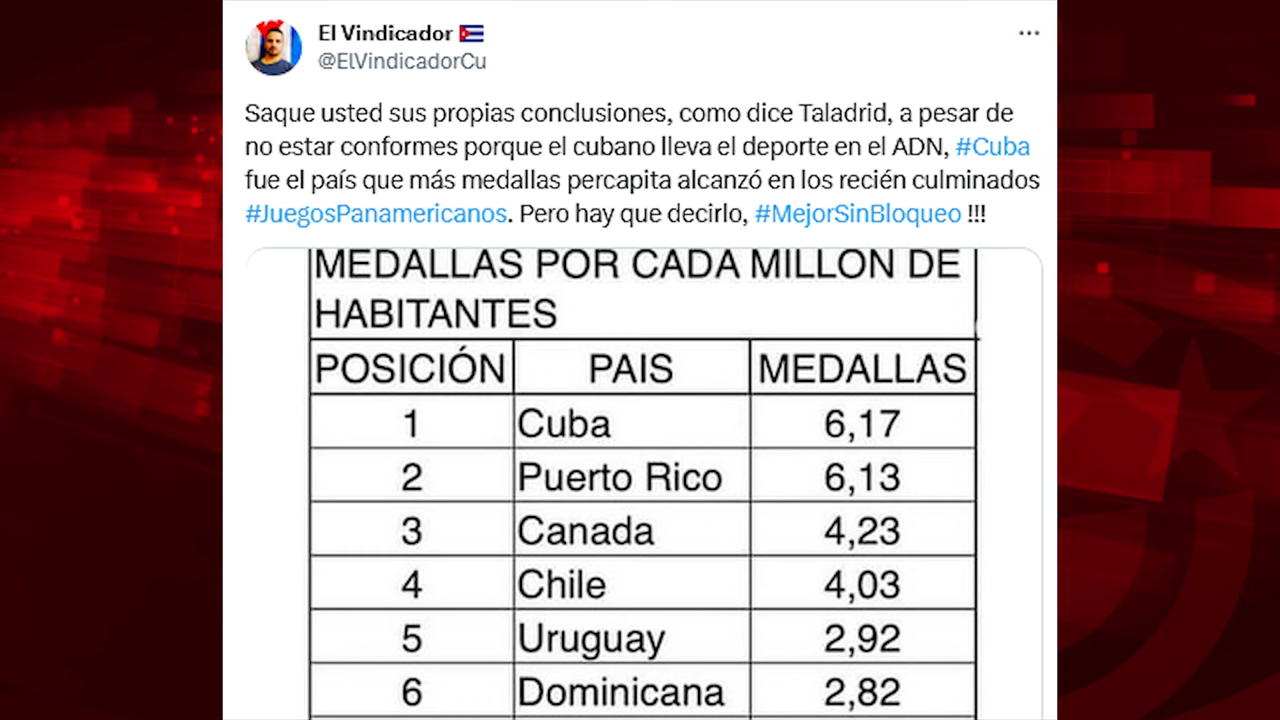 El Vindicador
@ElVindicadorCu
Saque usted sus propias conclusiones, como dice Taladrid, a pesar de
no estar conformes porque el cubano lleva el deporte en el ADN, #Cuba
fue el país que más medallas percapita alcanzó en los recién culminados
#JuegosPanamericanos. Pero hay que decirlo, #MejorSinBloqueo !!!
MEDALLAS POR CADA MILLON DE
HABITANTES
POSICIÓN PAIS MEDALLAS
1 Cuba 6,17
2 Puerto Rico 6,13
3 Canada 4,23
4 Chile 4,03
5 Uruguay 2,92
6 Dominicana 2,82